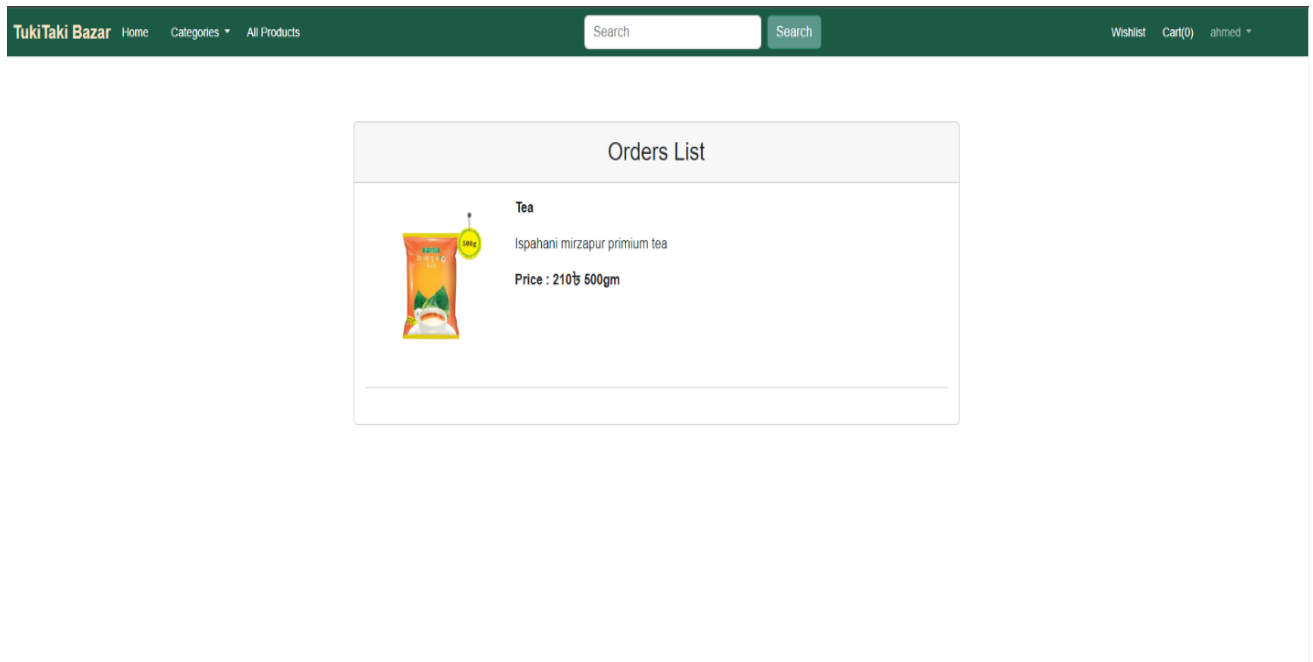 TukiTaki Bazar Home Categories All Products Search Search Wishlist Cart(0) ahmed
Orders List
Tea
Ispahani mirzapur primium tea
Price : 210৳ 500gm
500g